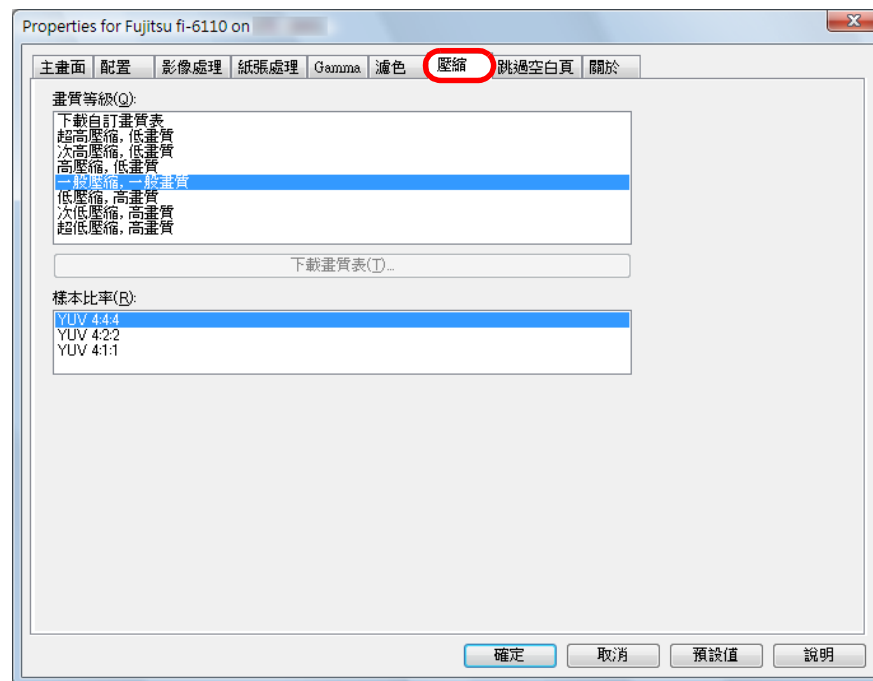 Properties for Fujitsu fi-6110 on
主畫面 配置 影像處理 紙張處理 Gamma 濾色 壓縮 跳過空白頁 關於
畫質等級(Q):
下載自訂畫質表
超高壓縮, 低畫質
次高壓縮, 低畫質
高壓縮, 低畫質
一般壓縮, 一般畫質
低壓縮, 高畫質
次低壓縮, 高畫質
超低壓縮, 高畫質
下載畫質表(T)...
樣本比率(R):
YUV 4:4:4
YUV 4:2:2
YUV 4:1:1
確定 取消 預設值 說明